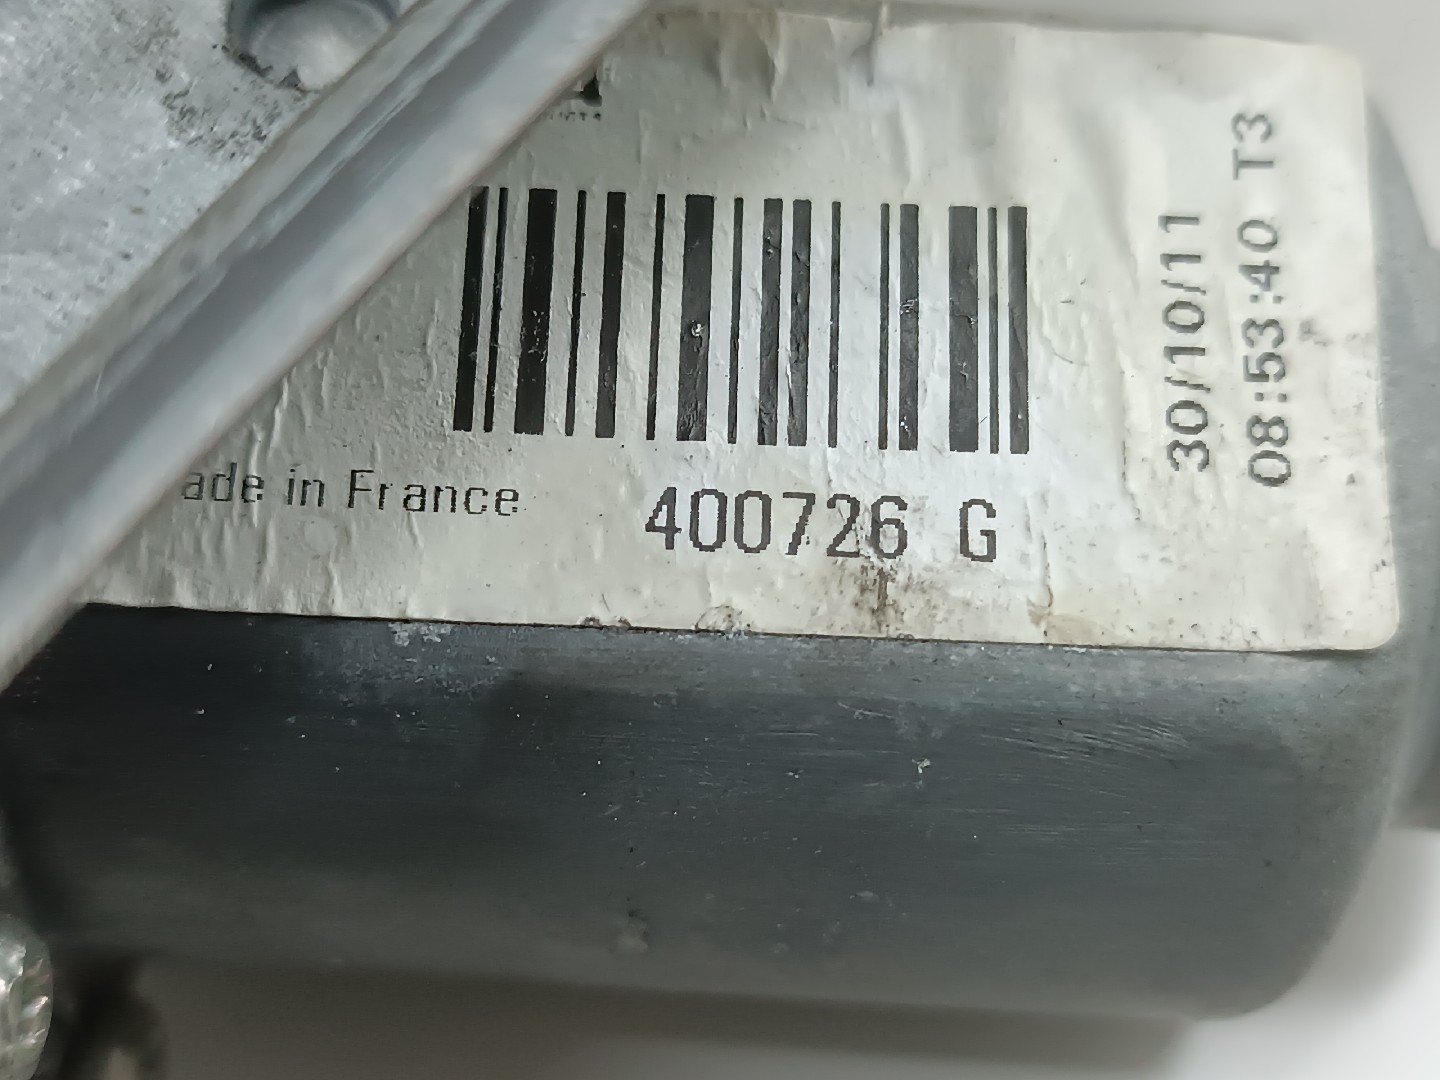 ade in France
400726 G
30/10/11
08:53:40 T3